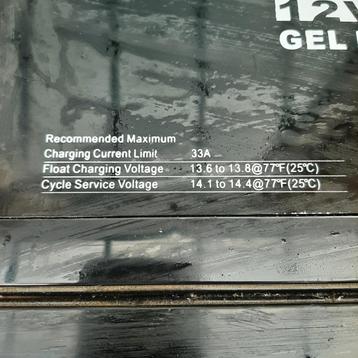 12V
GEL
Recommended Maximum
Charging Current Limit 33A
Float Charging Voltage 13.6 to 13.8@77°F(25°C)
Cycle Service Voltage 14.1 to 14.4@77°F(25°C)